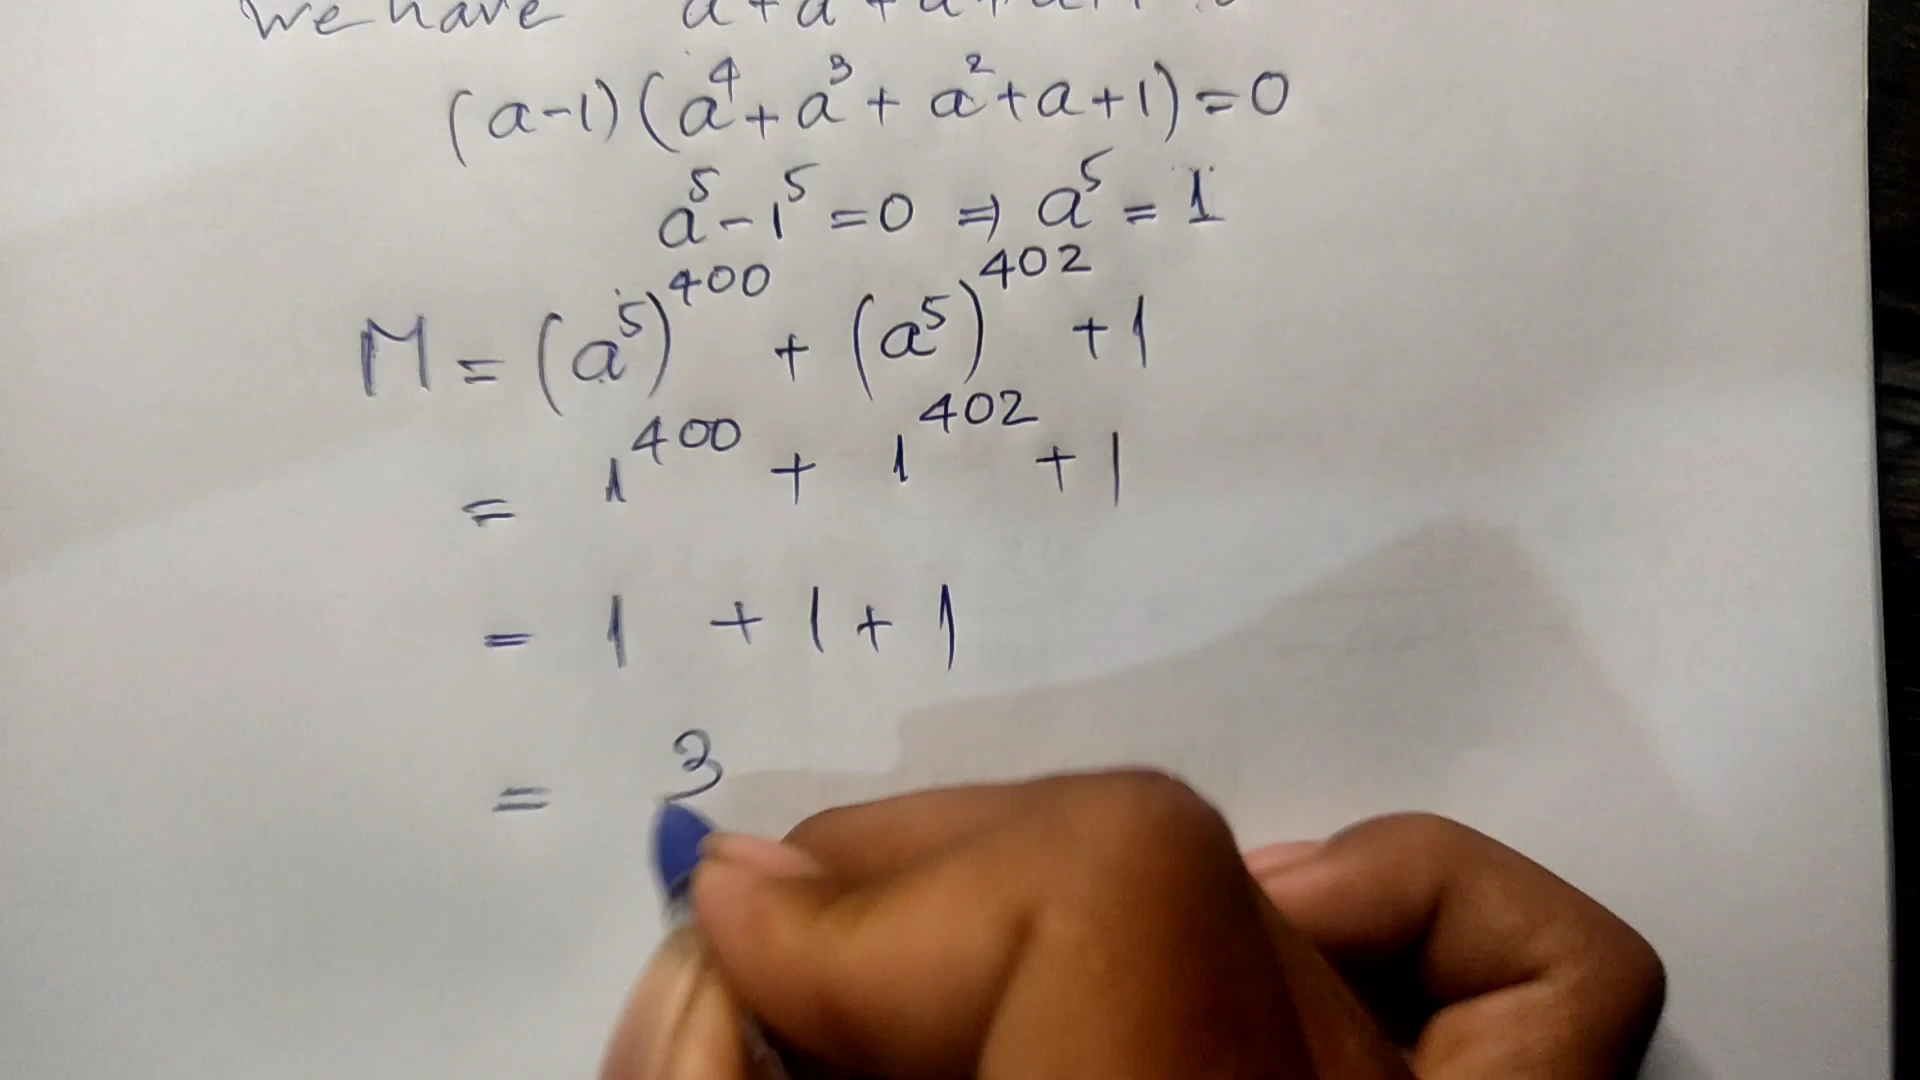 We have
(a-1)(a⁴+a³+a²+a+1)=0
a⁵-1⁵=0 ⇒ a⁵=1
M=(a⁵)⁴⁰⁰+(a⁵)⁴⁰²+1
=1⁴⁰⁰+1⁴⁰²+1
=1+1+1
=3